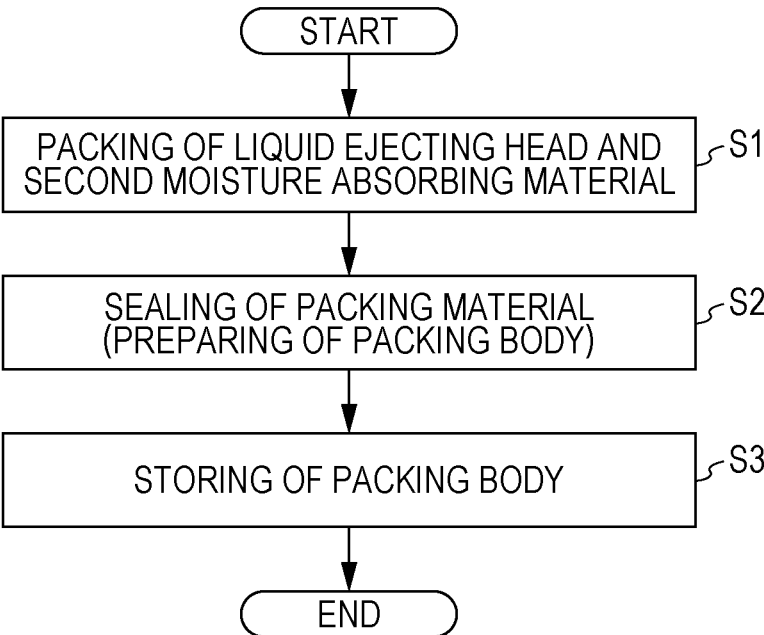 START
PACKING OF LIQUID EJECTING HEAD AND
SECOND MOISTURE ABSORBING MATERIAL
S1
SEALING OF PACKING MATERIAL
(PREPARING OF PACKING BODY)
S2
STORING OF PACKING BODY
S3
END